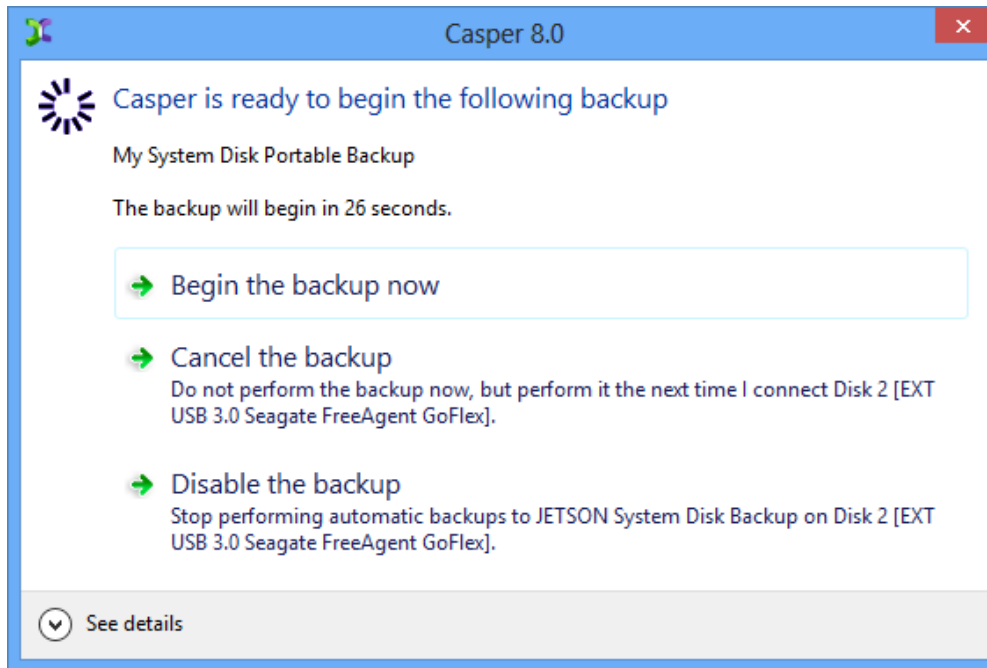 Casper 8.0
Casper is ready to begin the following backup
My System Disk Portable Backup
The backup will begin in 26 seconds.
Begin the backup now
Cancel the backup
Do not perform the backup now, but perform it the next time I connect Disk 2 [EXT
USB 3.0 Seagate FreeAgent GoFlex].
Disable the backup
Stop performing automatic backups to JETSON System Disk Backup on Disk 2 [EXT
USB 3.0 Seagate FreeAgent GoFlex].
See details